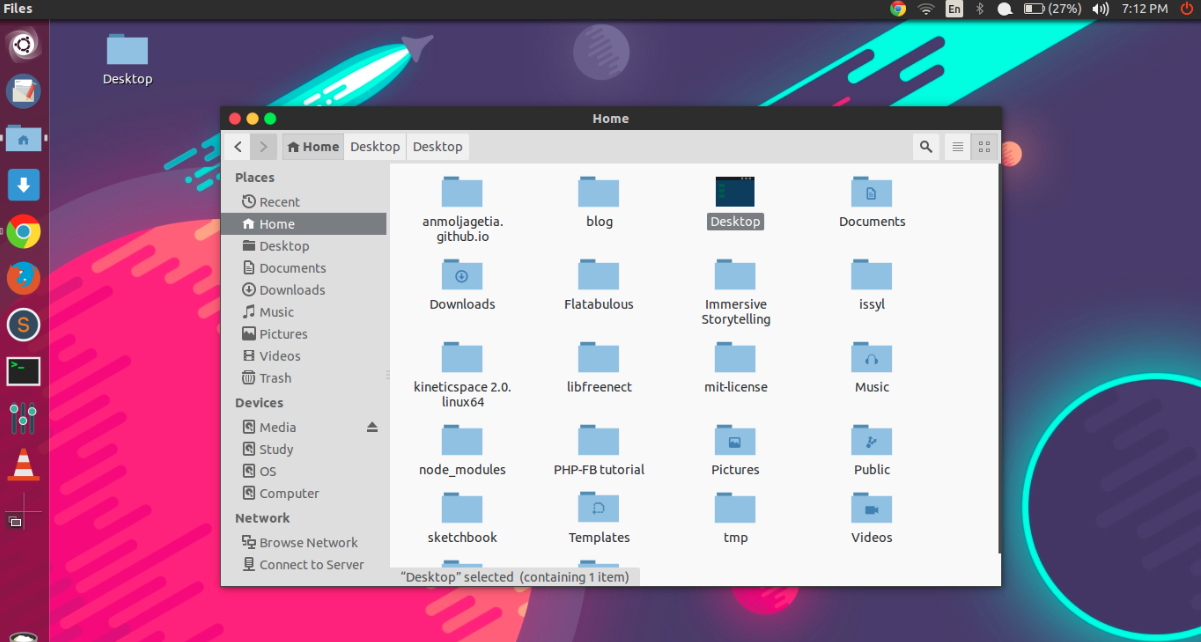 Files
En
(27%)
7:12 PM
Desktop
Home
Home
Desktop
Desktop
Places
Recent
Home
Desktop
Documents
Downloads
Music
Pictures
Videos
Trash
Devices
Media
Study
OS
Computer
Network
Browse Network
Connect to Server
anmoljagetia.
github.io
blog
Desktop
Documents
Downloads
Flatabulous
Immersive
Storytelling
issyl
kineticspace 2.0.
linux64
libfreenect
mit-license
Music
node_modules
PHP-FB tutorial
Pictures
Public
sketchbook
Templates
tmp
Videos
"Desktop" selected (containing 1 item)
S
>_